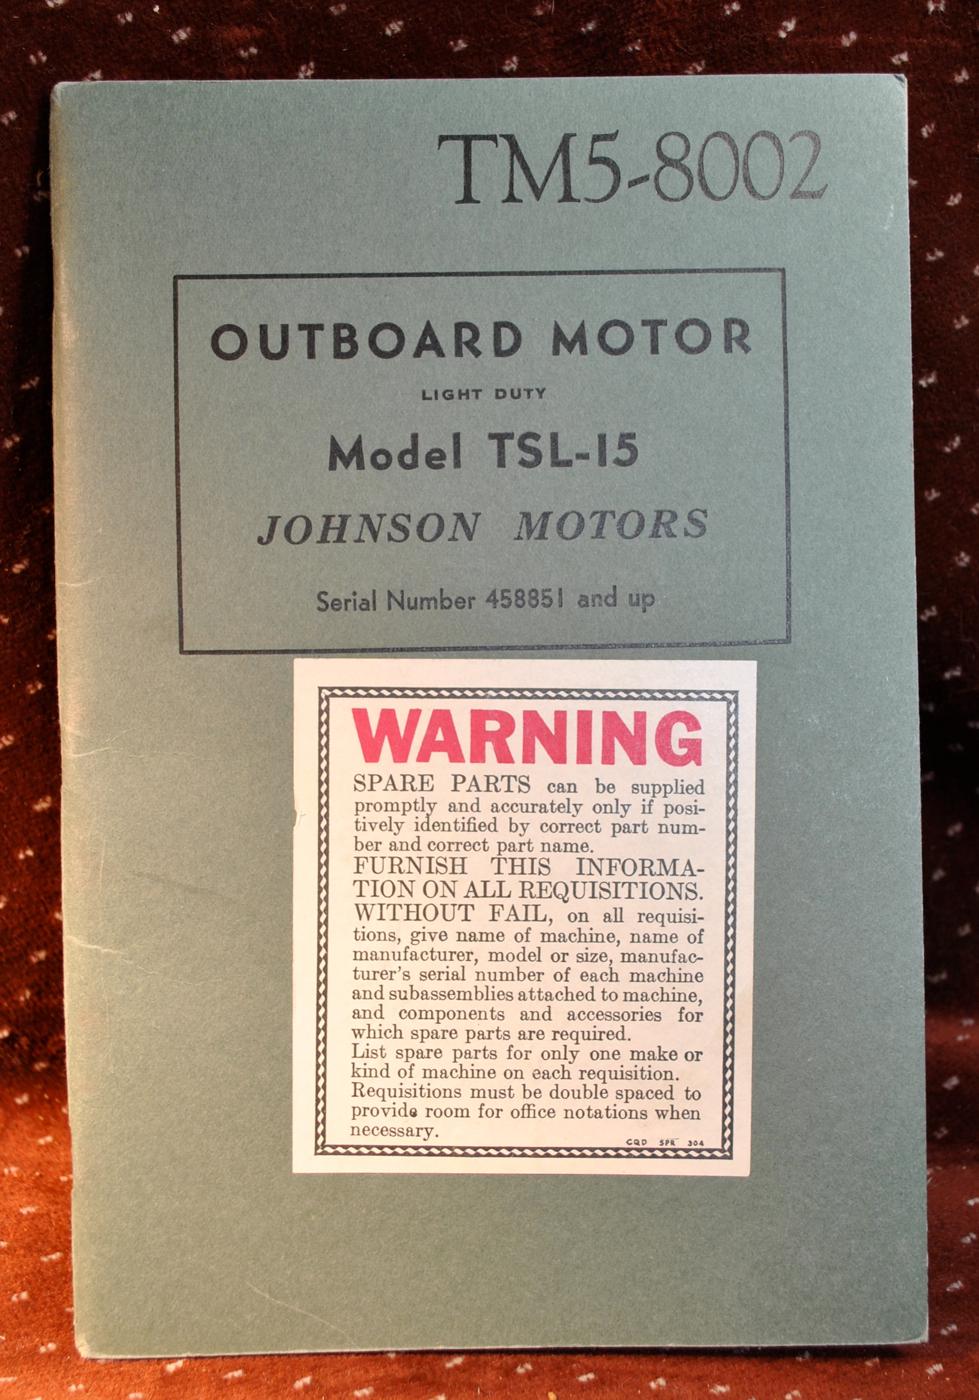 TM5-8002
OUTBOARD MOTOR
LIGHT DUTY
Model TSL-15
JOHNSON MOTORS
Serial Number 458851 and up
WARNING
SPARE PARTS can be supplied
promptly and accurately only if posi-
tively identified by correct part num-
ber and correct part name.
FURNISH THIS INFORMA-
TION ON ALL REQUISITIONS.
WITHOUT FAIL, on all requisi-
tions, give name of machine, name of
manufacturer, model or size, manufac-
turer's serial number of each machine
and subassemblies attached to machine,
and components and accessories for
which spare parts are required.
List spare parts for only one make or
kind of machine on each requisition.
Requisitions must be double spaced to
provide room for office notations when
necessary.
CQD SPR 304